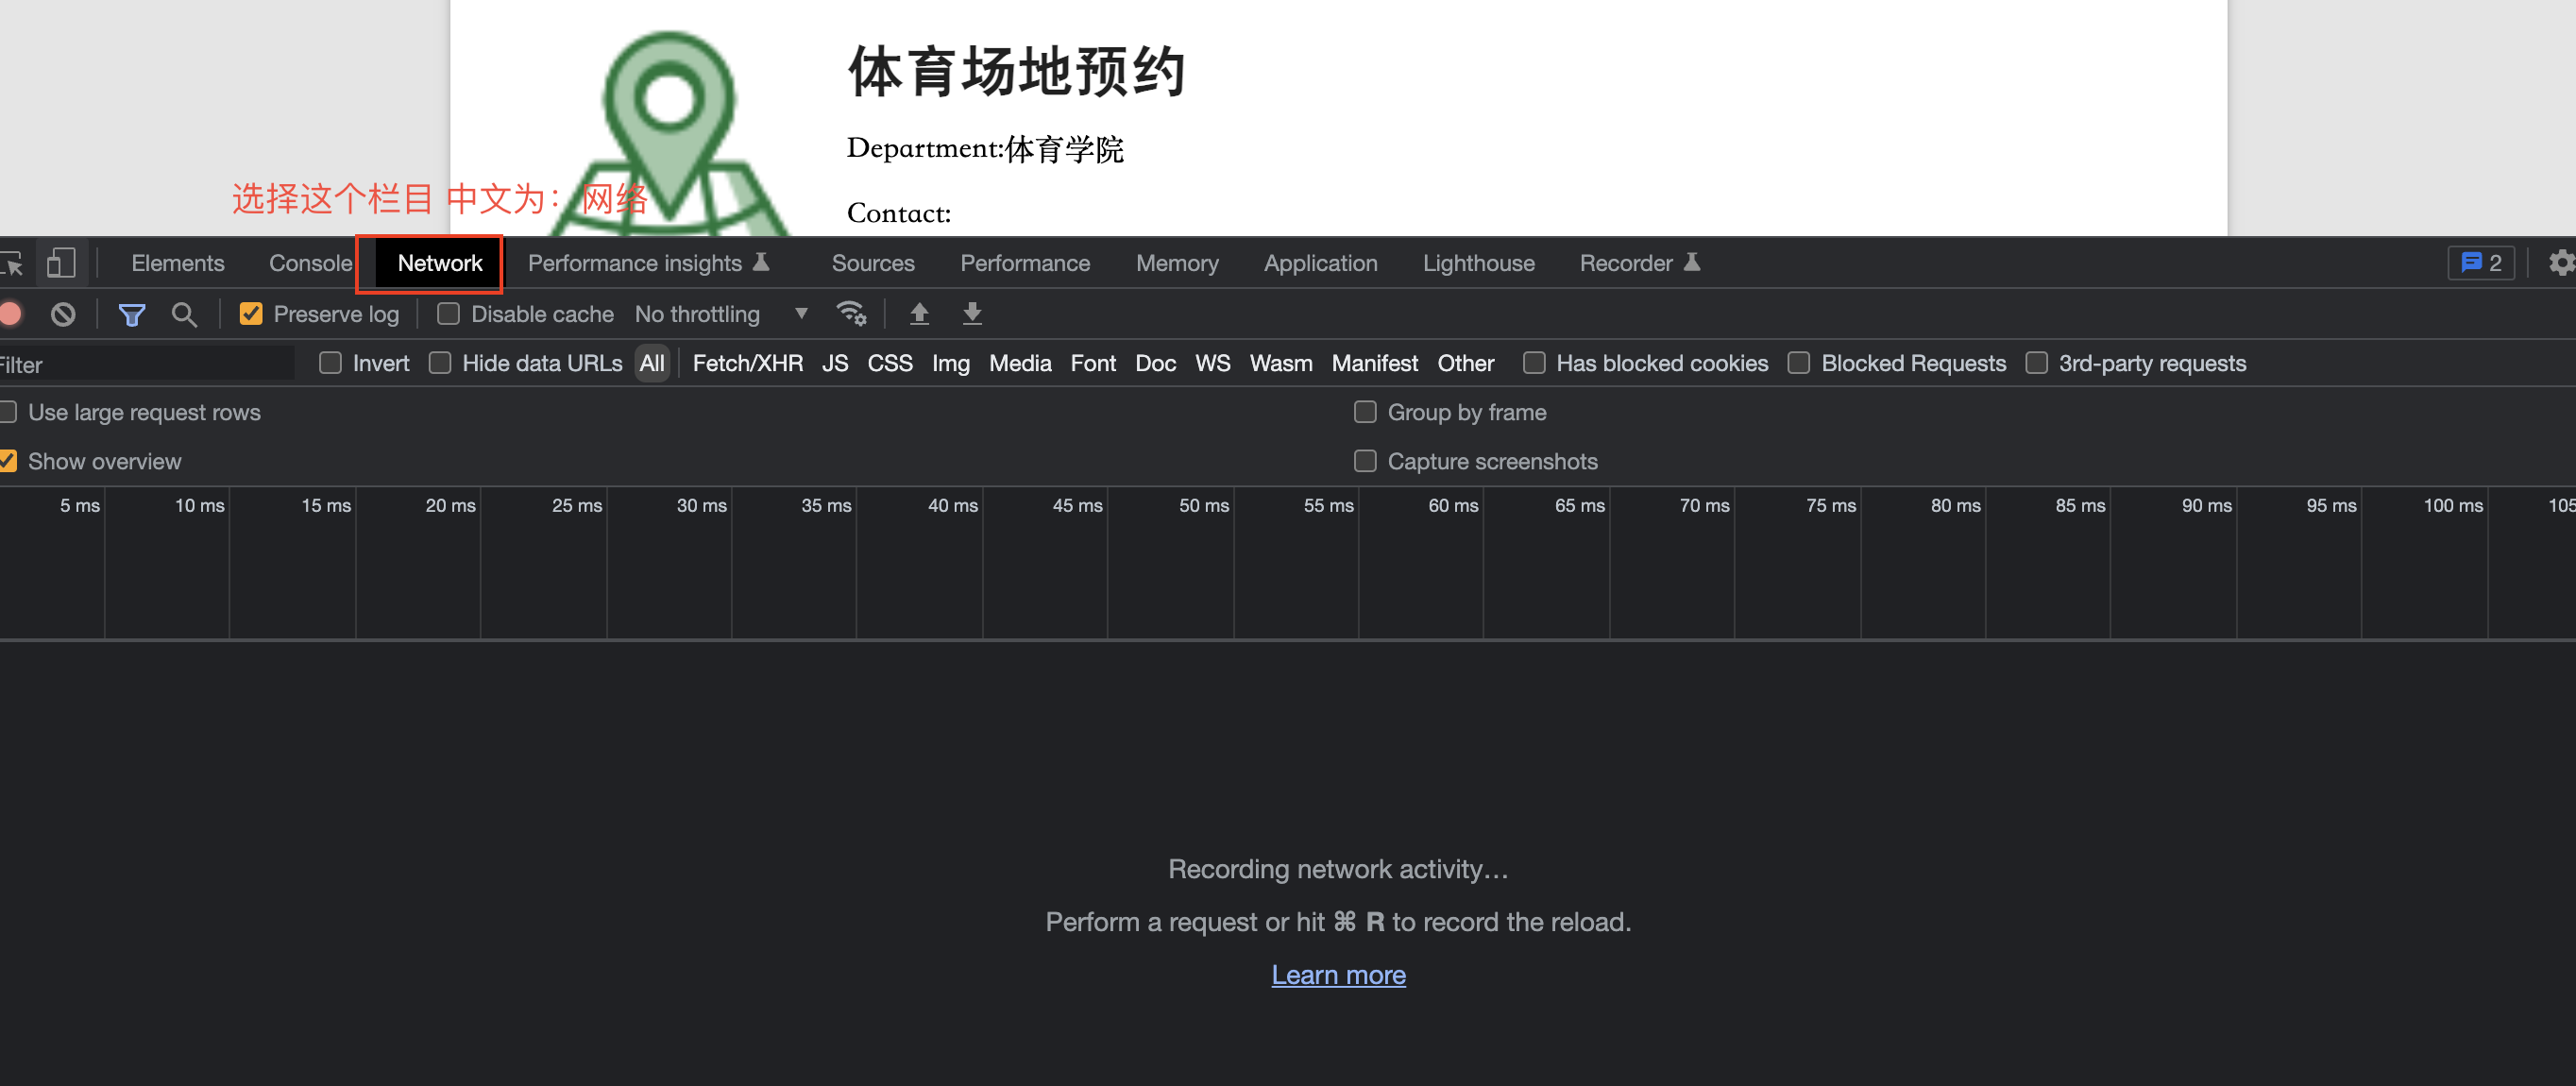 体育场地预约
Department:体育学院
选择这个栏目 中文为：网络
Contact:
Elements Console Network Performance insights Sources Performance Memory Application Lighthouse Recorder 2
Preserve log Disable cache No throttling
Filter Invert Hide data URLs All Fetch/XHR JS CSS Img Media Font Doc WS Wasm Manifest Other Has blocked cookies Blocked Requests 3rd-party requests
Use large request rows Group by frame
Show overview Capture screenshots
5 ms 10 ms 15 ms 20 ms 25 ms 30 ms 35 ms 40 ms 45 ms 50 ms 55 ms 60 ms 65 ms 70 ms 75 ms 80 ms 85 ms 90 ms 95 ms 100 ms 105
Recording network activity…
Perform a request or hit ⌘ R to record the reload.
Learn more